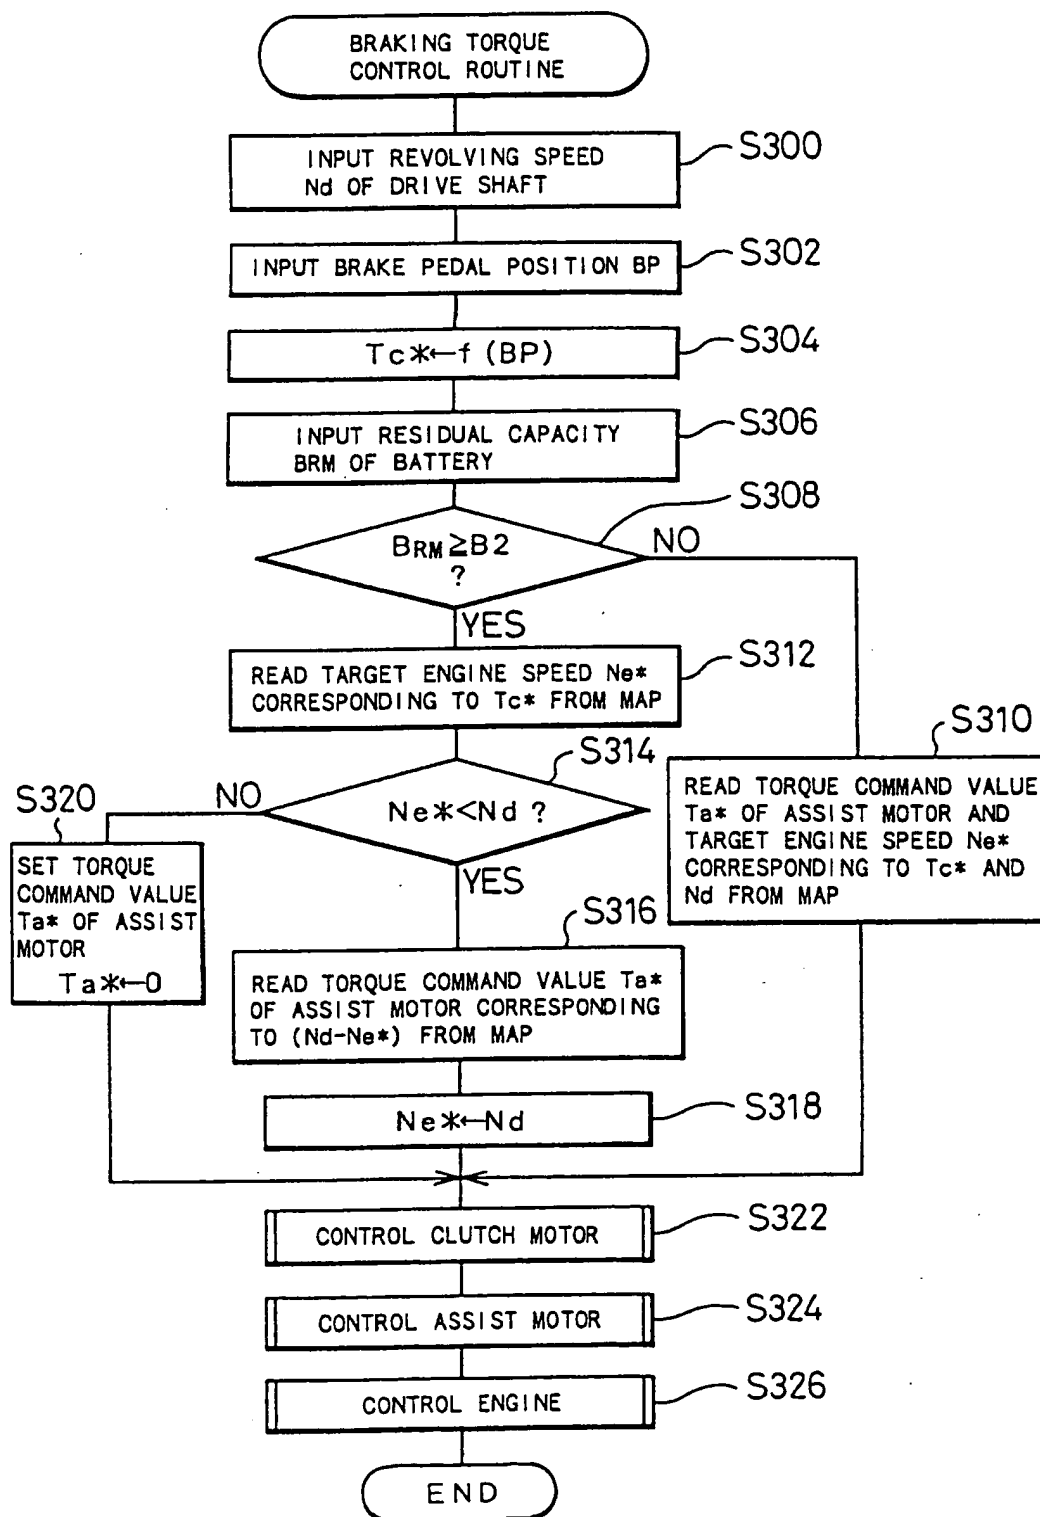 BRAKING TORQUE
CONTROL ROUTINE
INPUT REVOLVING SPEED
Nd OF DRIVE SHAFT
S300
INPUT BRAKE PEDAL POSITION BP
S302
Tc*←f (BP)
S304
INPUT RESIDUAL CAPACITY
BRM OF BATTERY
S306
S308
BRM≧B2
?
NO
YES
READ TARGET ENGINE SPEED Ne*
CORRESPONDING TO Tc* FROM MAP
S312
S310
READ TORQUE COMMAND VALUE
Ta* OF ASSIST MOTOR AND
TARGET ENGINE SPEED Ne*
CORRESPONDING TO Tc* AND
Nd FROM MAP
S314
Ne*<Nd ?
NO
YES
S320
SET TORQUE
COMMAND VALUE
Ta* OF ASSIST
MOTOR
Ta*←0
S316
READ TORQUE COMMAND VALUE Ta*
OF ASSIST MOTOR CORRESPONDING
TO (Nd-Ne*) FROM MAP
Ne*←Nd
S318
CONTROL CLUTCH MOTOR
S322
CONTROL ASSIST MOTOR
S324
CONTROL ENGINE
S326
END